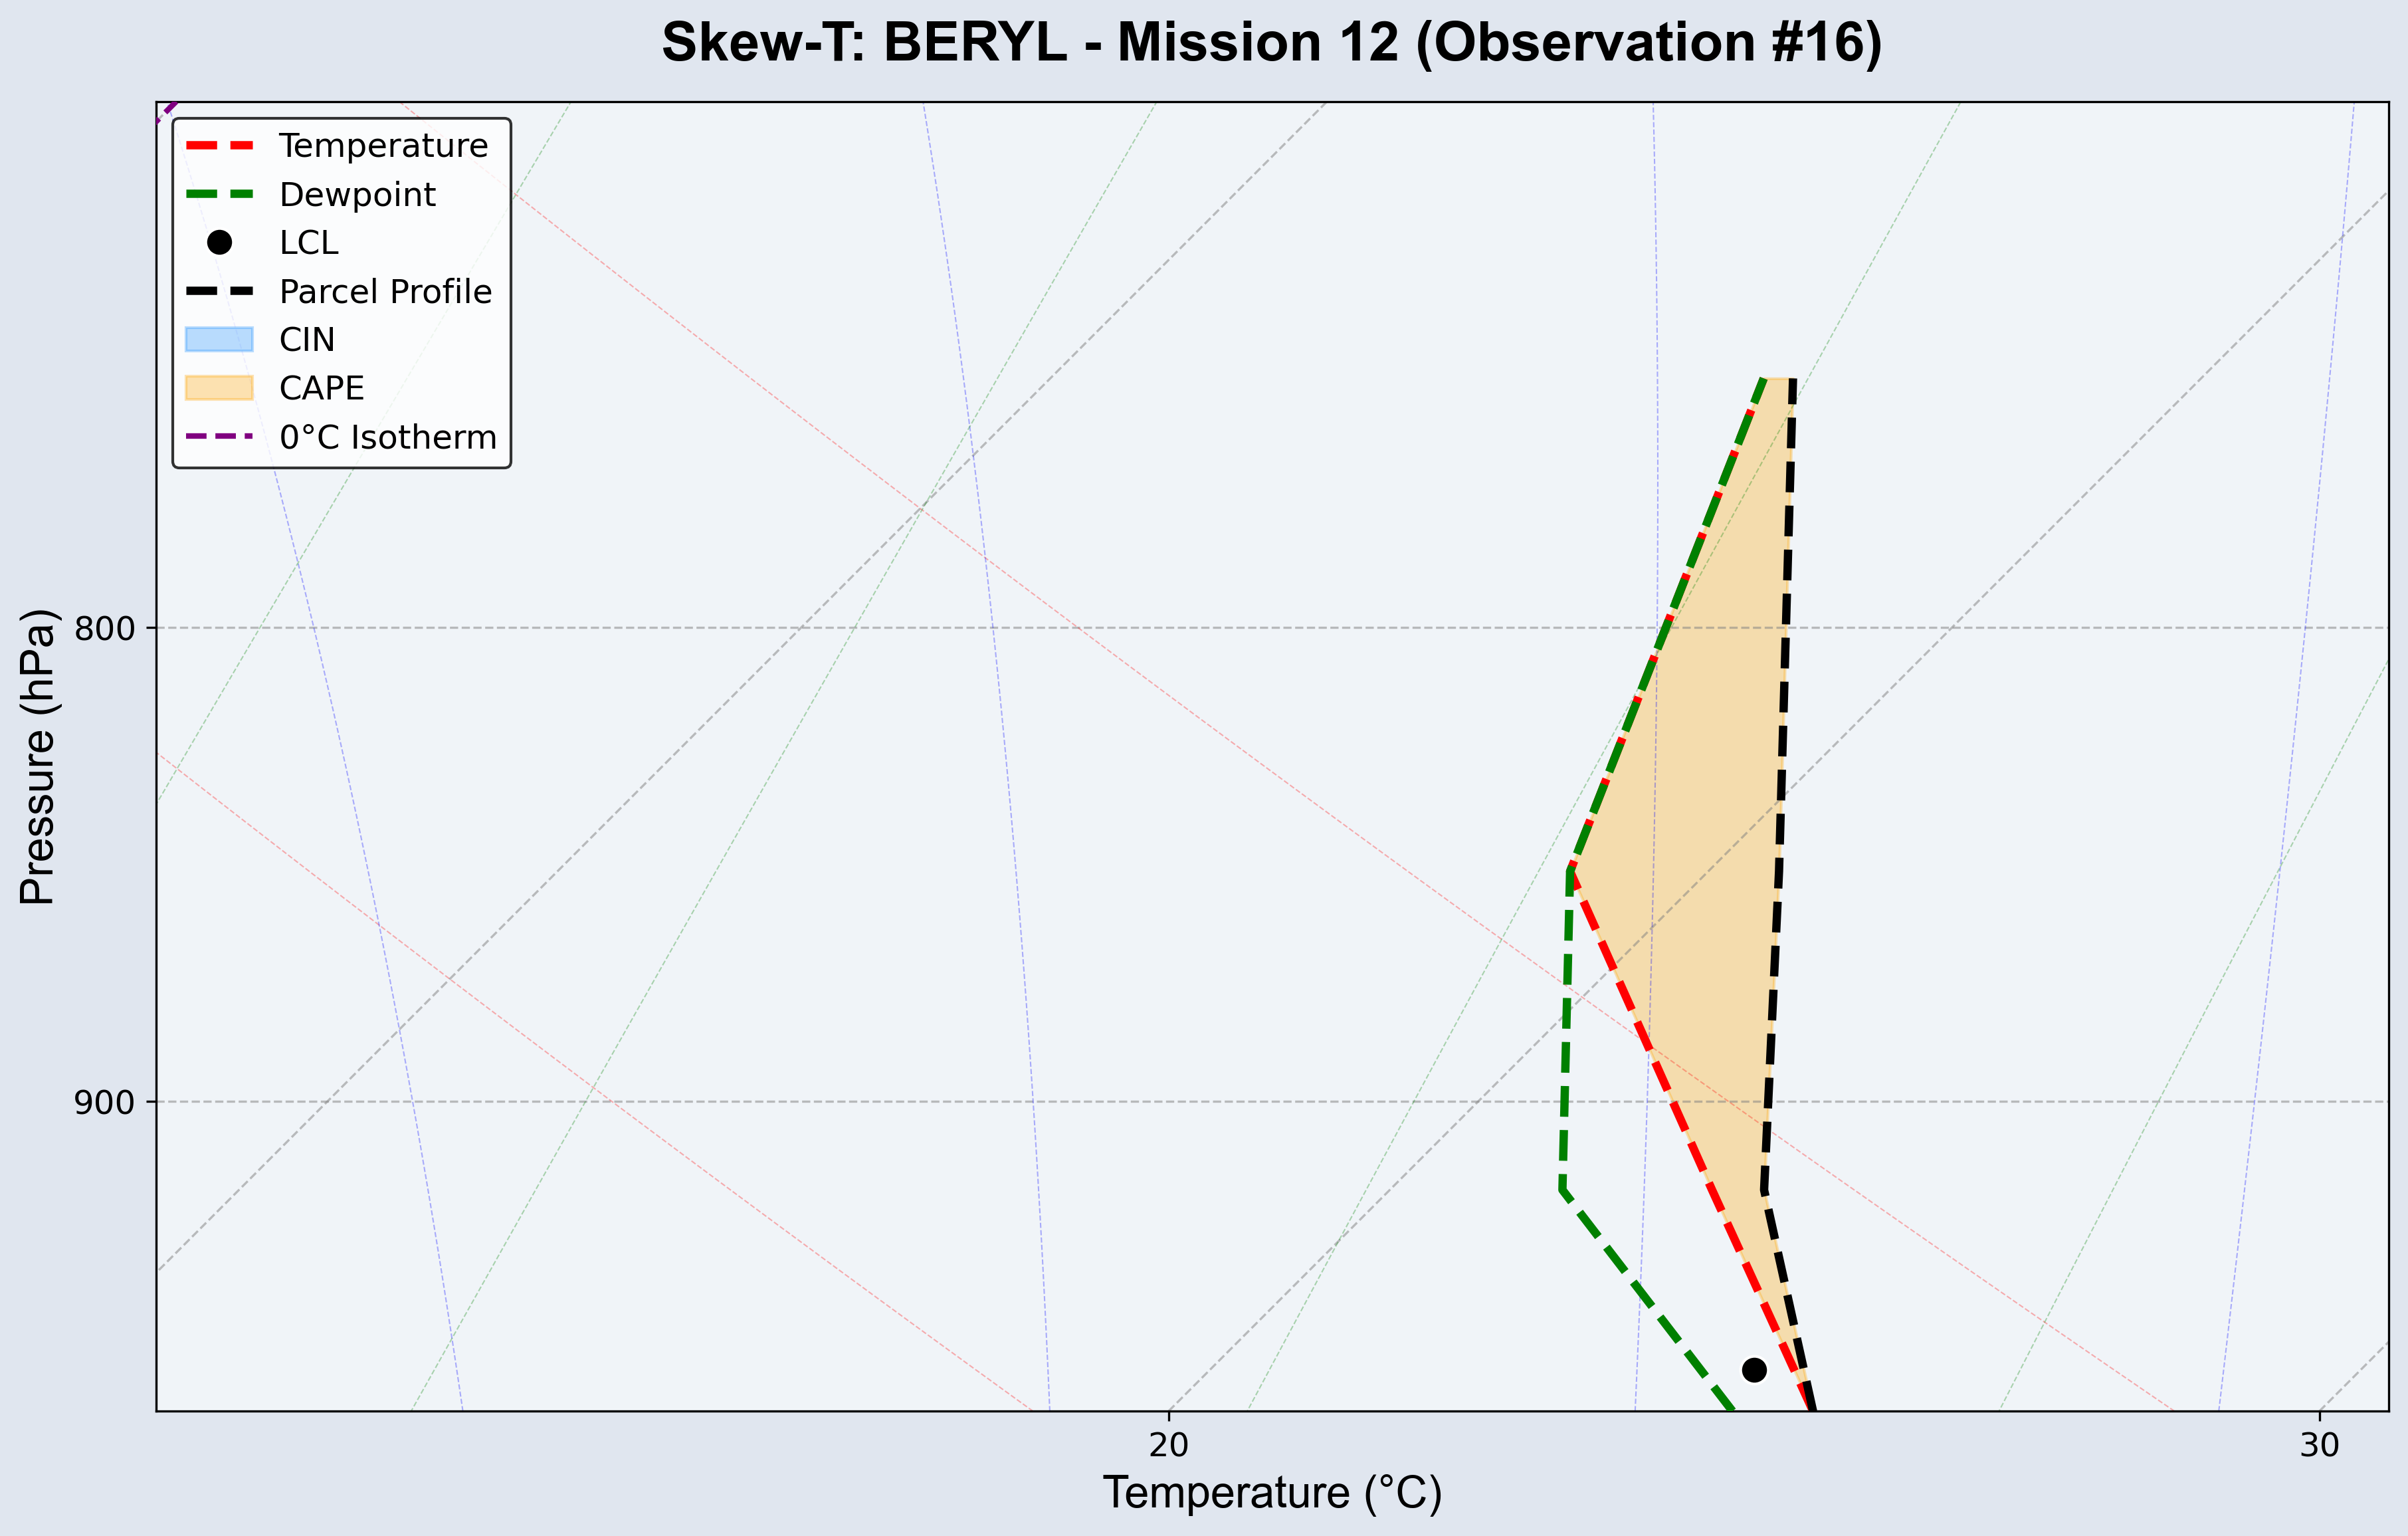 Skew-T: BERYL - Mission 12 (Observation #16)
Temperature
Dewpoint
LCL
Parcel Profile
CIN
CAPE
0°C Isotherm
Pressure (hPa)
800
900
20
30
Temperature (°C)